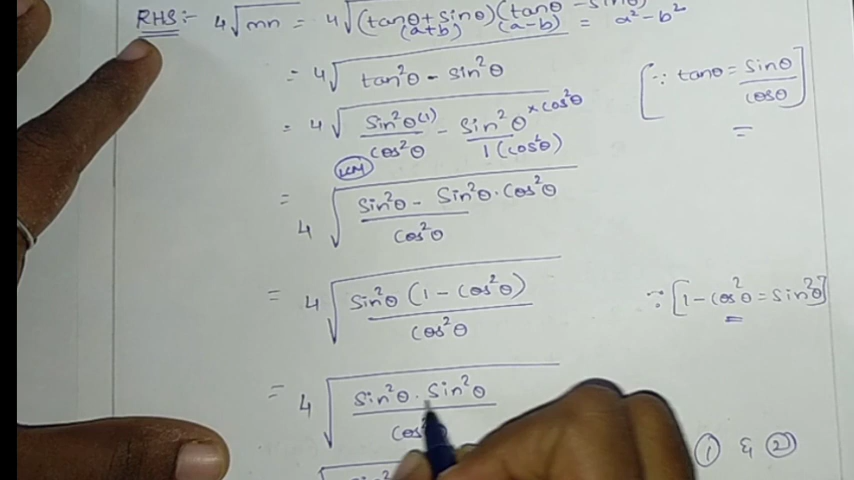 RHS:- 4√mn = 4√(tanθ + sinθ)(tanθ - sinθ) = a² - b²
(a+b) (a-b)
= 4√tan²θ - sin²θ [∵ tanθ = sinθ/cosθ]
= 4√sin²θ(1)/cos²θ - sin²θ × cos²θ/1(cos²θ)
LCM
= 4√sin²θ - sin²θ·cos²θ/cos²θ
= 4√sin²θ(1 - cos²θ)/cos²θ ∵ [1 - cos²θ = sin²θ]
= 4√sin²θ·sin²θ/cos
① & ②
sin²